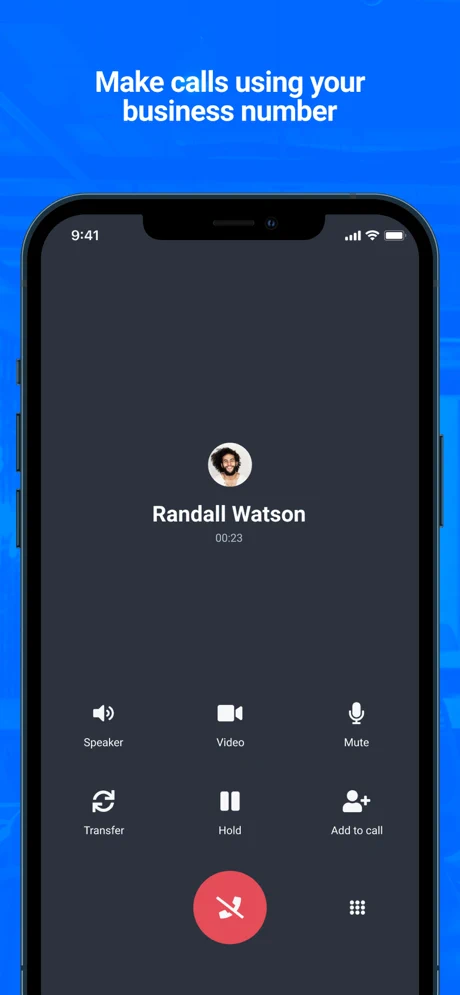 Make calls using your
business number
9:41
Randall Watson
00:23
Speaker
Video
Mute
Transfer
Hold
Add to call